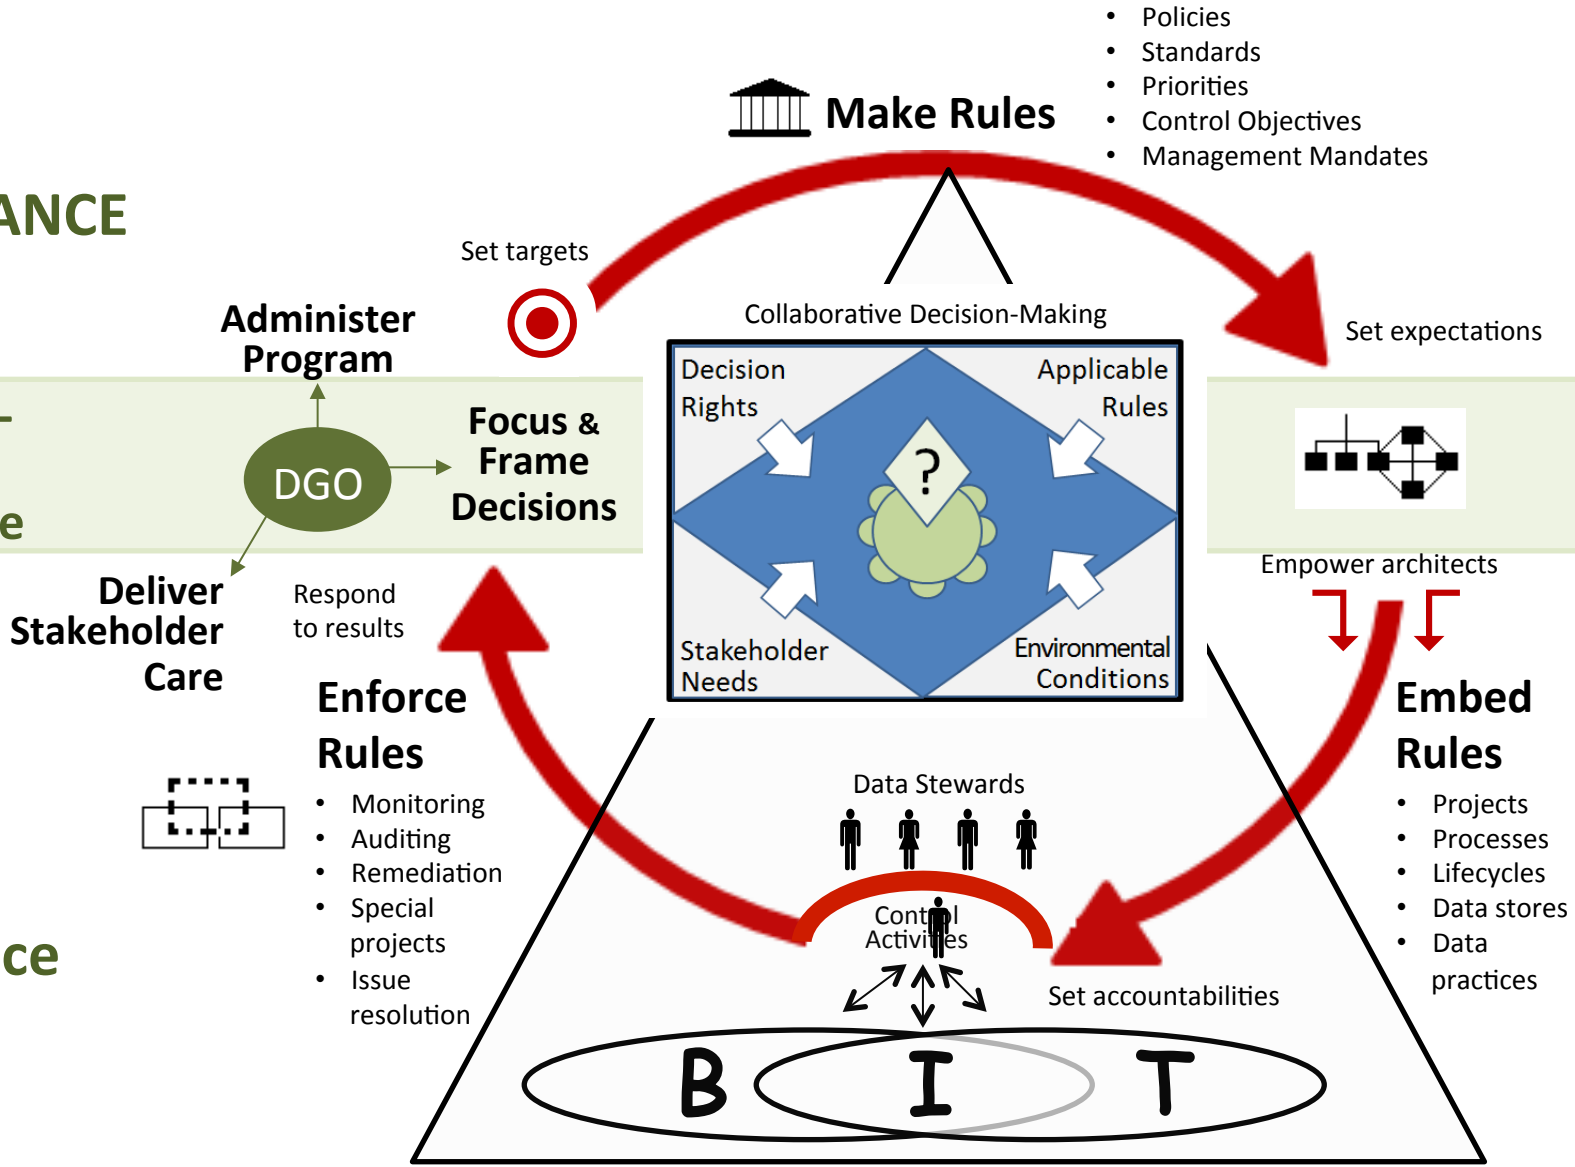 • Policies
• Standards
• Priorities
• Control Objectives
• Management Mandates
Make Rules
ANCE
Set targets
Administer
Program
Collaborative Decision-Making
Set expectations
Decision
Rights
Applicable
Rules
?
Stakeholder
Needs
Environmental
Conditions
Focus &
Frame
Decisions
DGO
e
Deliver
Stakeholder
Care
Respond
to results
Empower architects
Enforce
Rules
• Monitoring
• Auditing
• Remediation
• Special
projects
• Issue
resolution
Embed
Rules
• Projects
• Processes
• Lifecycles
• Data stores
• Data
practices
Data Stewards
Control
Activities
ce
Set accountabilities
B I T